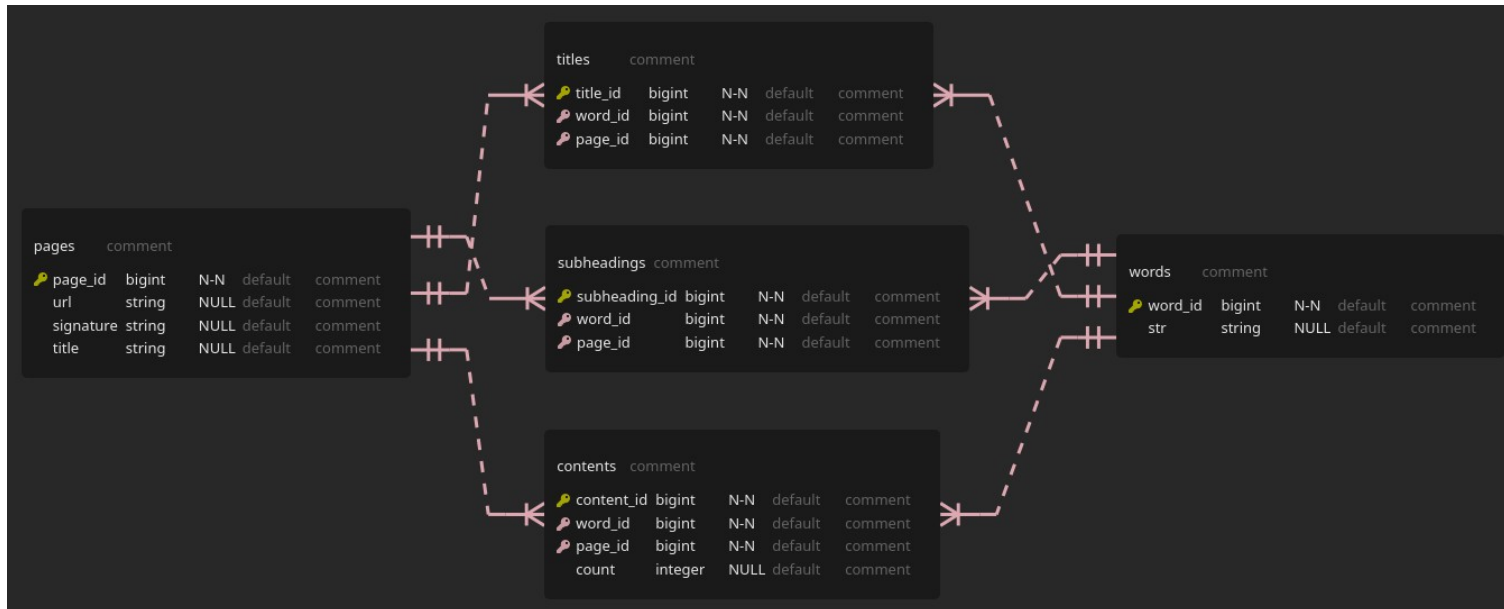 titles comment
title_id bigint N-N default comment
word_id bigint N-N default comment
page_id bigint N-N default comment
pages comment
page_id bigint N-N default comment
url string NULL default comment
signature string NULL default comment
title string NULL default comment
subheadings comment
subheading_id bigint N-N default comment
word_id bigint N-N default comment
page_id bigint N-N default comment
words comment
word_id bigint N-N default comment
str string NULL default comment
contents comment
content_id bigint N-N default comment
word_id bigint N-N default comment
page_id bigint N-N default comment
count integer NULL default comment